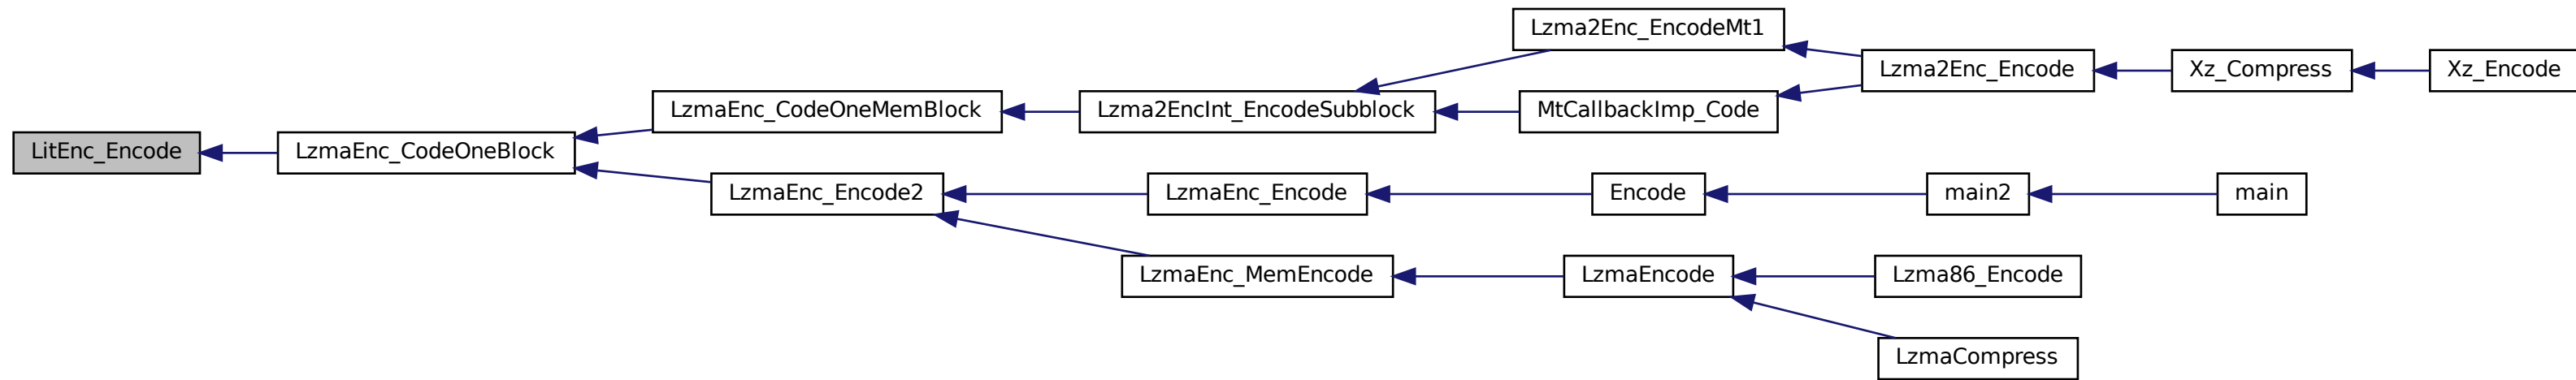 Lzma2Enc_EncodeMt1
Lzma2Enc_Encode
Xz_Compress
Xz_Encode
LzmaEnc_CodeOneMemBlock
Lzma2EncInt_EncodeSubblock
MtCallbackImp_Code
LitEnc_Encode
LzmaEnc_CodeOneBlock
LzmaEnc_Encode2
LzmaEnc_Encode
Encode
main2
main
LzmaEnc_MemEncode
LzmaEncode
Lzma86_Encode
LzmaCompress